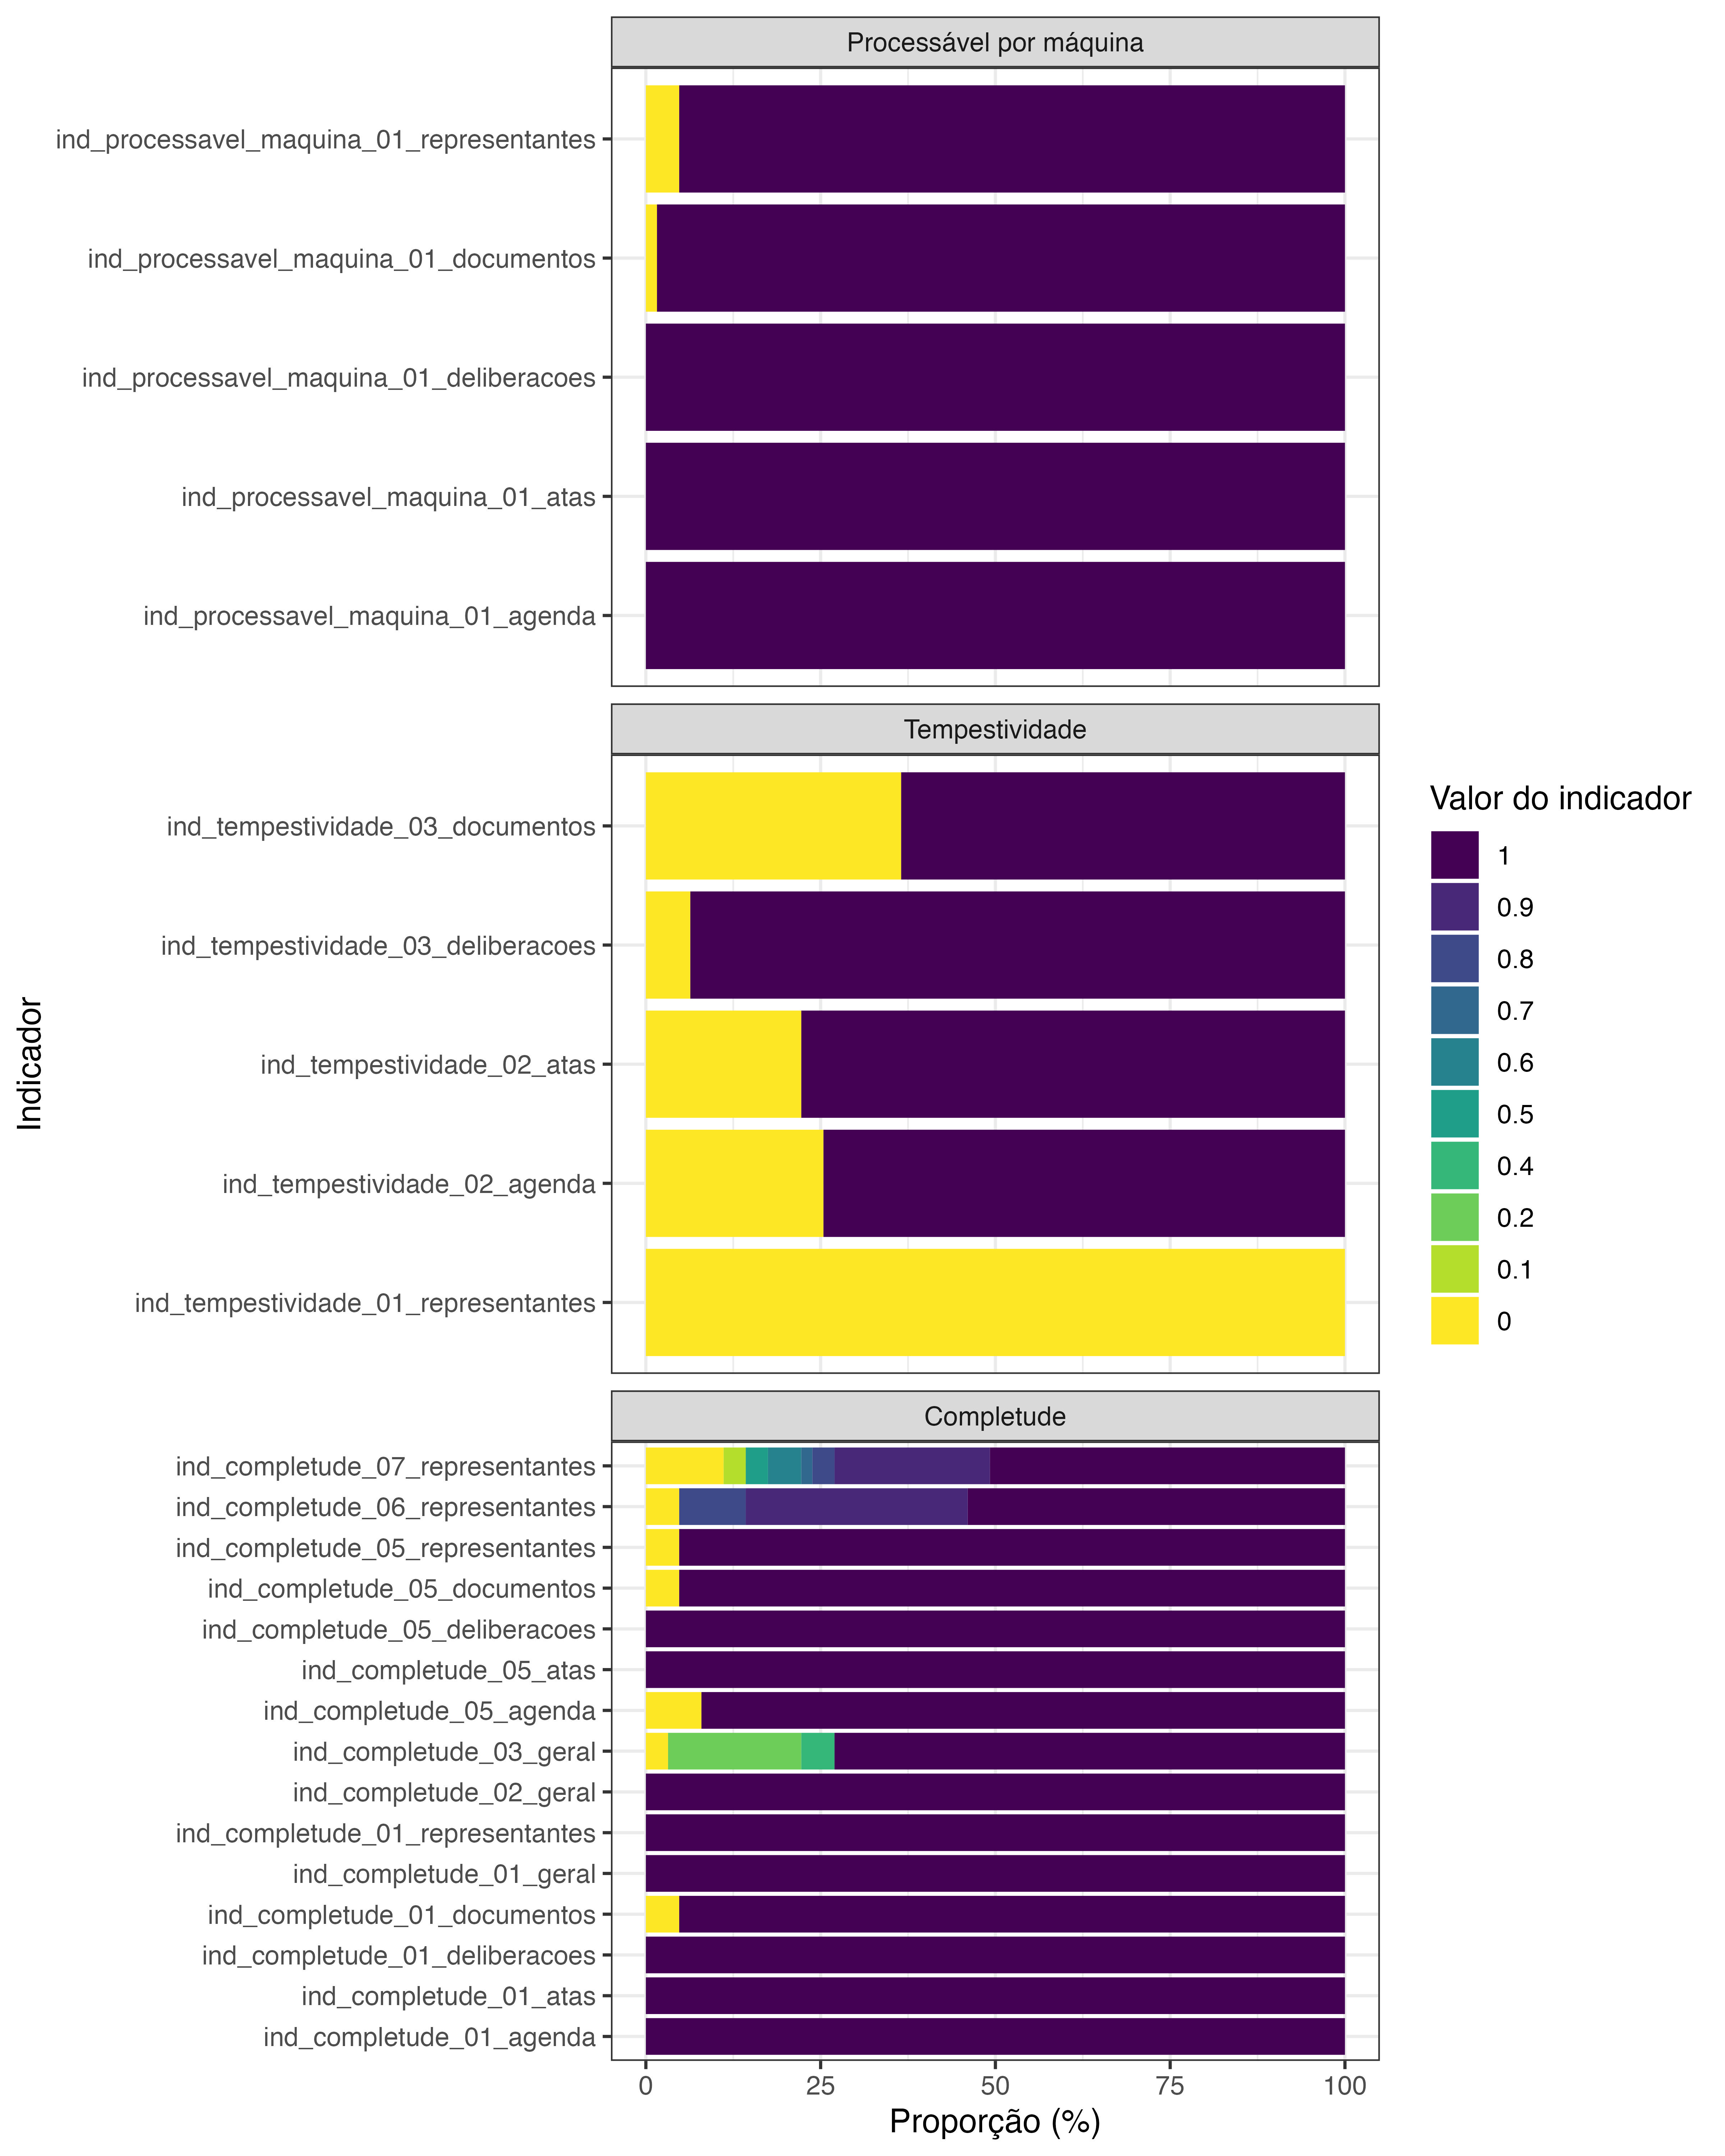 Processável por máquina
ind_processavel_maquina_01_representantes
ind_processavel_maquina_01_documentos
ind_processavel_maquina_01_deliberacoes
ind_processavel_maquina_01_atas
ind_processavel_maquina_01_agenda
Tempestividade
ind_tempestividade_03_documentos
ind_tempestividade_03_deliberacoes
ind_tempestividade_02_atas
ind_tempestividade_02_agenda
ind_tempestividade_01_representantes
Completude
ind_completude_07_representantes
ind_completude_06_representantes
ind_completude_05_representantes
ind_completude_05_documentos
ind_completude_05_deliberacoes
ind_completude_05_atas
ind_completude_05_agenda
ind_completude_03_geral
ind_completude_02_geral
ind_completude_01_representantes
ind_completude_01_geral
ind_completude_01_documentos
ind_completude_01_deliberacoes
ind_completude_01_atas
ind_completude_01_agenda
0 25 50 75 100
Proporção (%)
Indicador
Valor do indicador
1
0.9
0.8
0.7
0.6
0.5
0.4
0.2
0.1
0